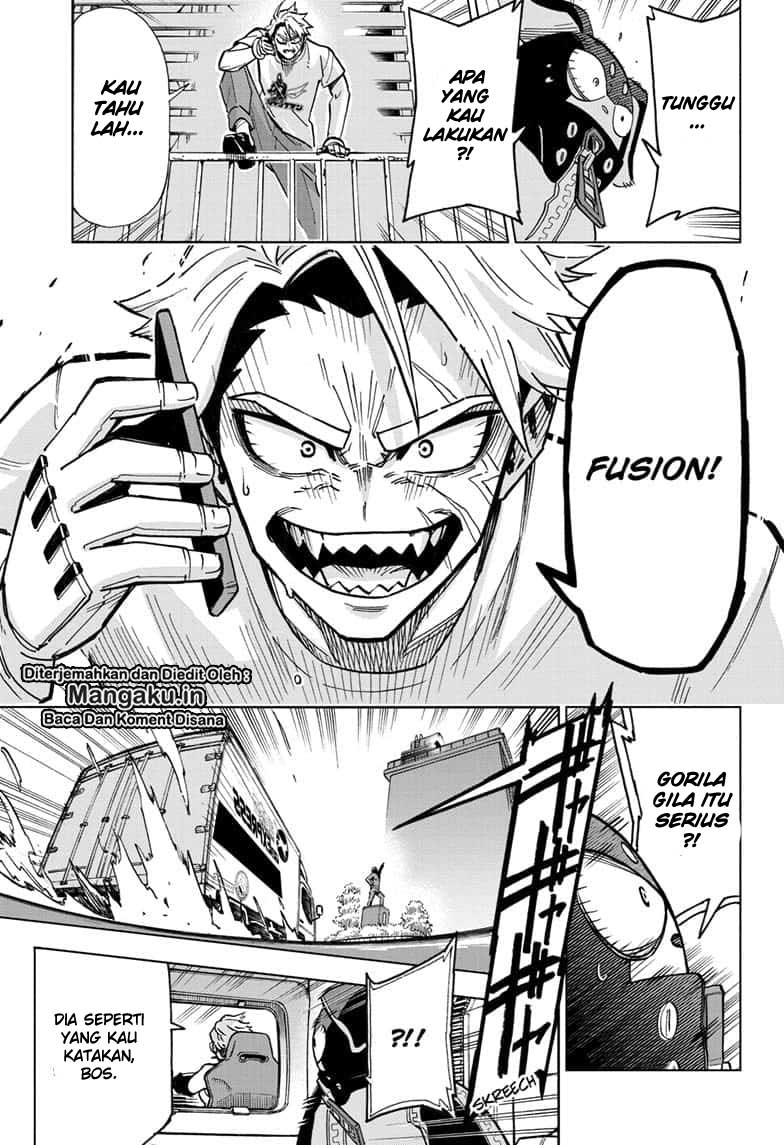 TUNGGU
...
APA
YANG
KAU
LAKUKAN
?!
KAU
TAHU
LAH...
FUSION!
Diterjemahkan dan Diedit Oleh :
Mangaku.in
Baca Dan Koment Disana
GORILA
GILA ITU
SERIUS
?!
SKREECH
?!!
DIA SEPERTI
YANG KAU
KATAKAN,
BOS.